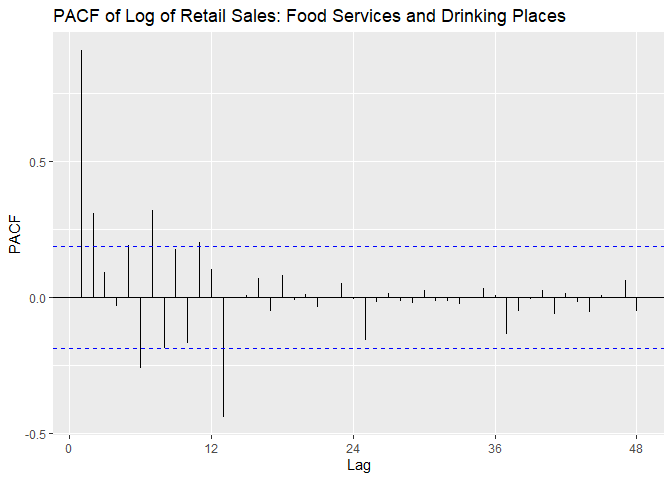 PACF of Log of Retail Sales: Food Services and Drinking Places
PACF
0.5
0.0
-0.5
0 12 24 36 48
Lag